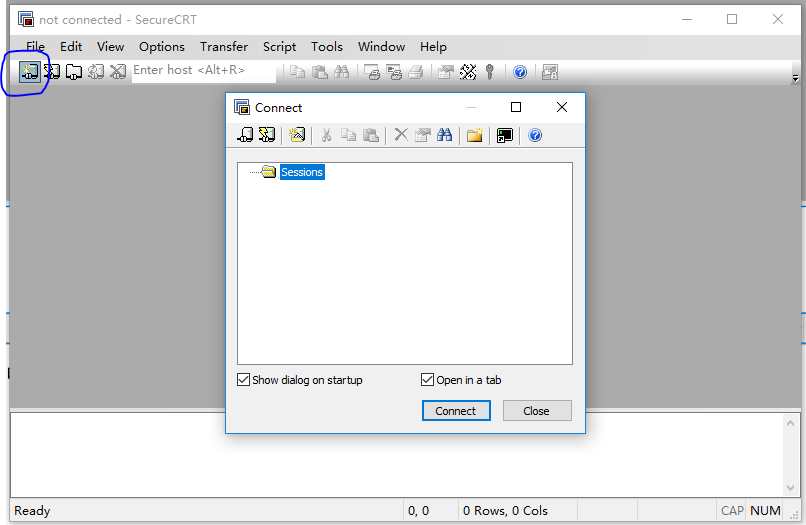 not connected - SecureCRT
File Edit View Options Transfer Script Tools Window Help
Enter host <Alt+R>
Connect
Sessions
Show dialog on startup
Open in a tab
Connect
Close
Ready
0, 0
0 Rows, 0 Cols
CAP
NUM